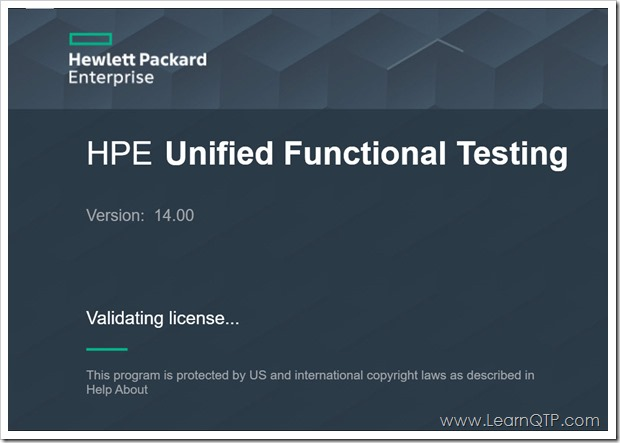 Hewlett Packard
Enterprise
HPE Unified Functional Testing
Version: 14.00
Validating license...
This program is protected by US and international copyright laws as described in
Help About
www.LearnQTP.com